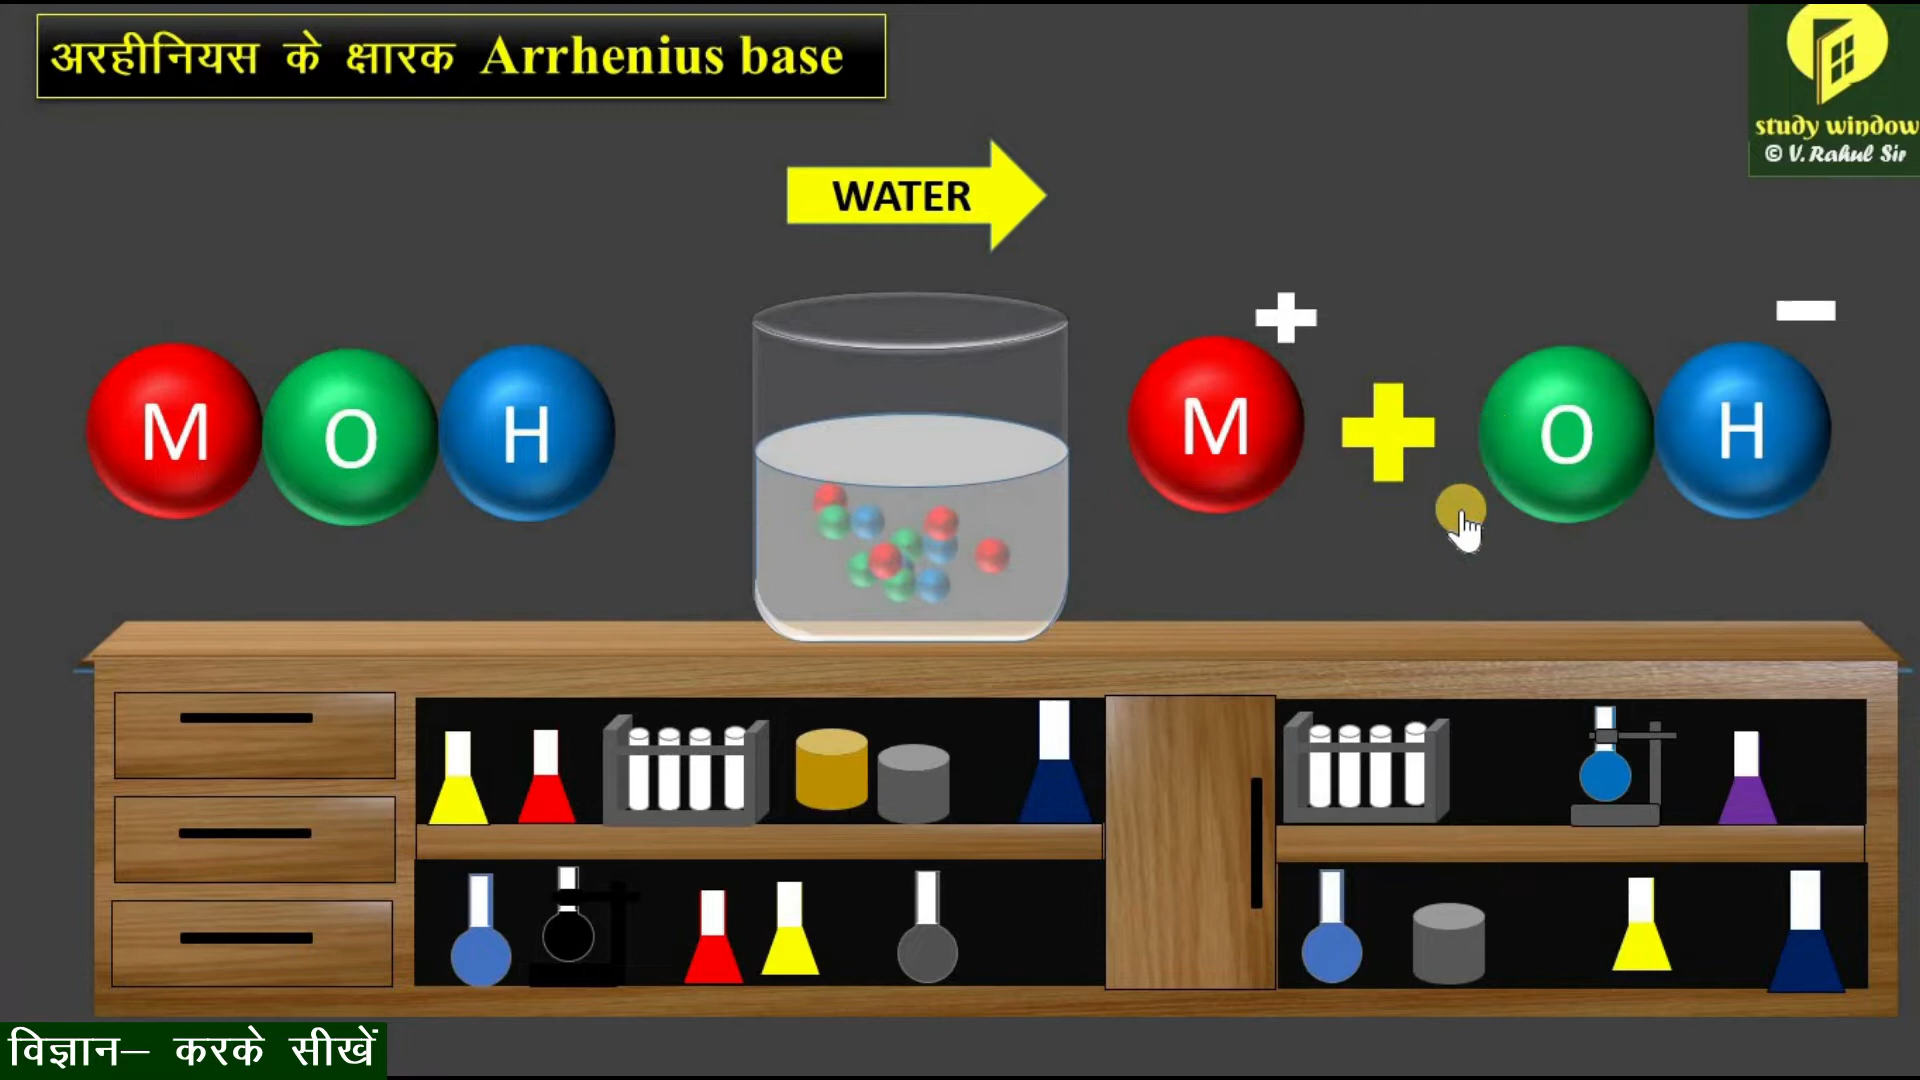 अरहीनियस के क्षारक Arrhenius base
study window
© V. Rahul Sir
WATER
M O H
M + + O H −
विज्ञान– करके सीखें